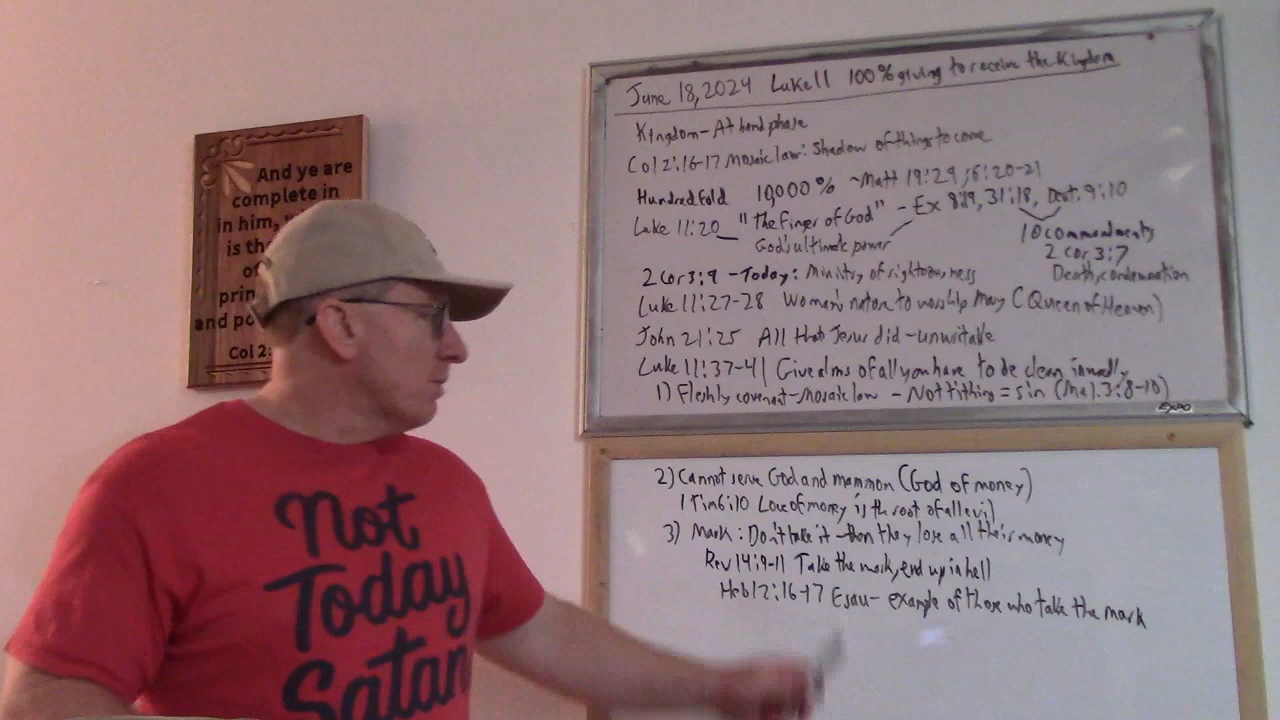 And ye are
complete in
in him,
is the
of
prin
and po
Col 2:
Not
Today
Satan
June 18, 2024 Luke 11 100% giving to receive the Kingdom
Kingdom - At hand phase
Col 2:16-17 Mosaic law: Shadow of things to come
Hundredfold 10,000% ~Matt 19:29; 6:20-21
Luke 11:20 "The Finger of God" - Ex 8:19, 31:18, Deut. 9:10
God's ultimate power
10 commandments
2 Cor 3:7
Death, condemnation
2 Cor 3:9 - Today: Ministry of righteousness
Luke 11:27-28 Woman's nature to worship Mary (Queen of Heaven)
John 21:25 All that Jesus did - unwritable
Luke 11:37-41 Give alms of all you have to be clean inwardly
1) Fleshly covenant - Mosaic law - Not tithing = sin (Mal. 3:8-10)
EXPO
2) Cannot serve God and mammon (God of money)
1 Tim 6:10 Love of money is the root of all evil
3) Mark: Don't take it - then they lose all their money
Rev 14:9-11 Take the mark, end up in hell
Heb 12:16-17 Esau - example of those who take the mark